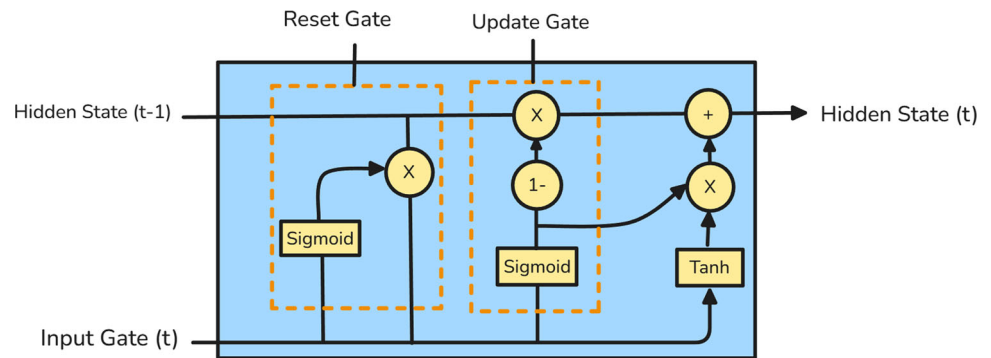 Reset Gate
Update Gate
Hidden State (t-1)
X
+
Hidden State (t)
X
1-
X
Sigmoid
Sigmoid
Tanh
Input Gate (t)